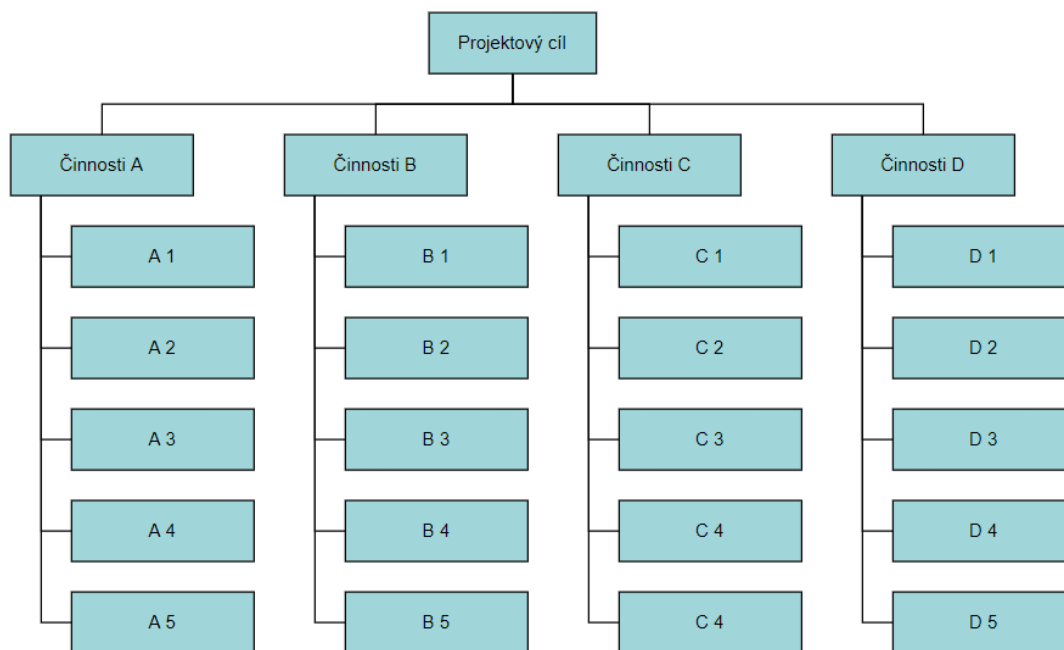 Projektový cíl
Činnosti A
Činnosti B
Činnosti C
Činnosti D
A 1
B 1
C 1
D 1
A 2
B 2
C 2
D 2
A 3
B 3
C 3
D 3
A 4
B 4
C 4
D 4
A 5
B 5
C 4
D 5